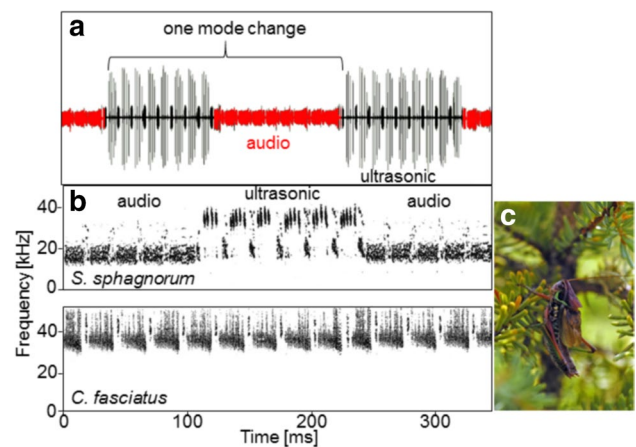 a
one mode change
audio
ultrasonic
b
audio
ultrasonic
audio
40
20
0
S. sphagnorum
Frequency [kHz]
40
20
0
C. fasciatus
0
100
200
300
Time [ms]
c